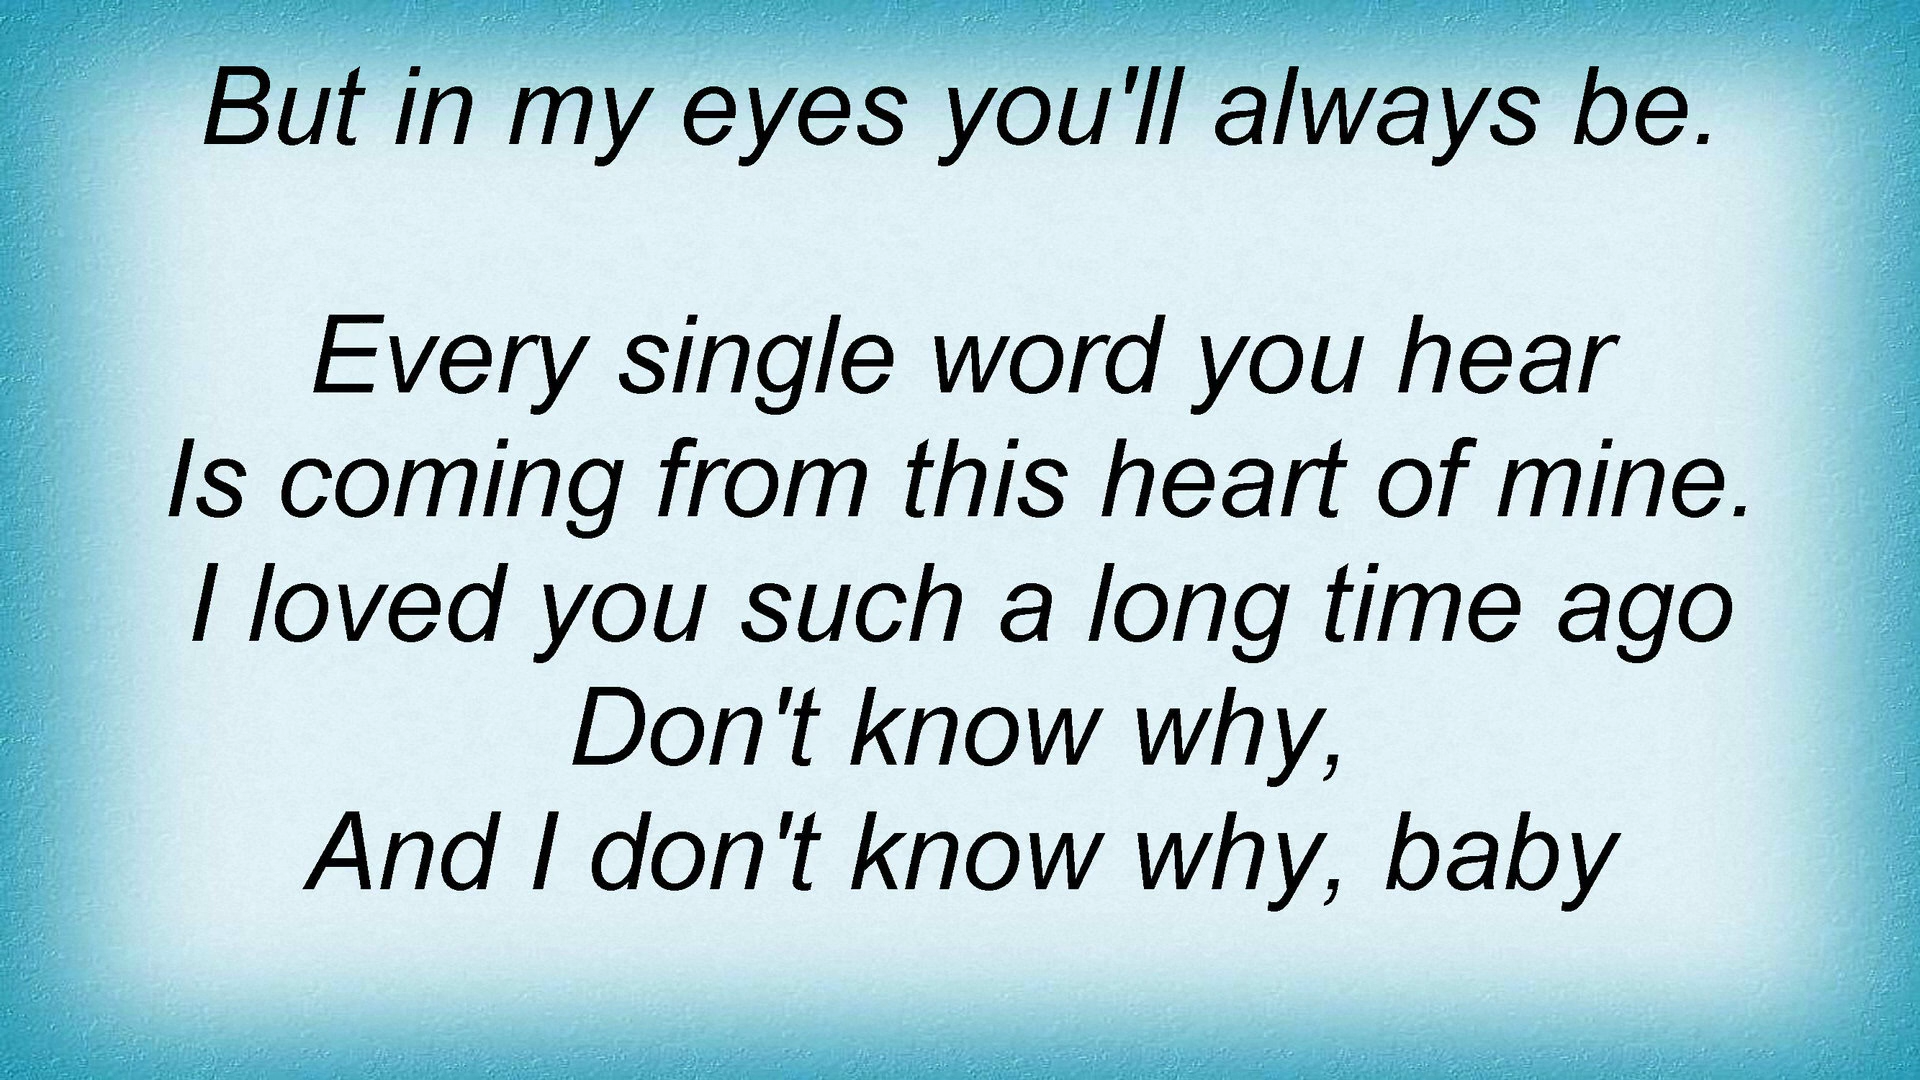 But in my eyes you'll always be.
Every single word you hear
Is coming from this heart of mine.
I loved you such a long time ago
Don't know why,
And I don't know why, baby